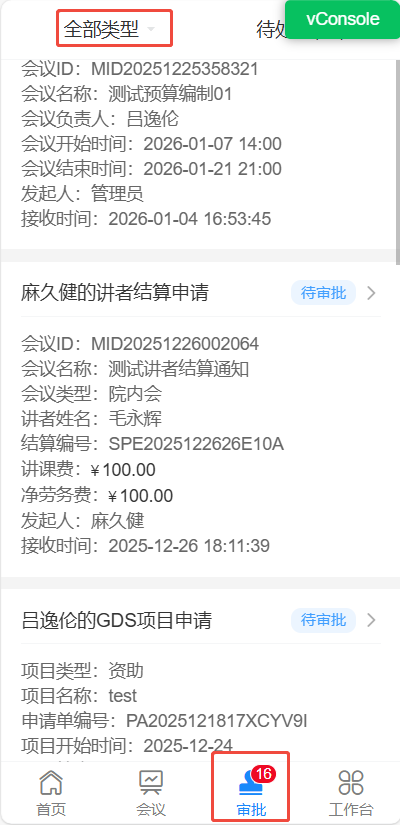 全部类型
待处
vConsole
会议ID：MID20251225358321
会议名称：测试预算编制01
会议负责人：吕逸伦
会议开始时间：2026-01-07 14:00
会议结束时间：2026-01-21 21:00
发起人：管理员
接收时间：2026-01-04 16:53:45
麻久健的讲者结算申请
待审批
会议ID：MID20251226002064
会议名称：测试讲者结算通知
会议类型：院内会
讲者姓名：毛永辉
结算编号：SPE2025122626E10A
讲课费：¥100.00
净劳务费：¥100.00
发起人：麻久健
接收时间：2025-12-26 18:11:39
吕逸伦的GDS项目申请
待审批
项目类型：资助
项目名称：test
申请单编号：PA2025121817XCYV9I
项目开始时间：2025-12-24
16
首页
会议
审批
工作台